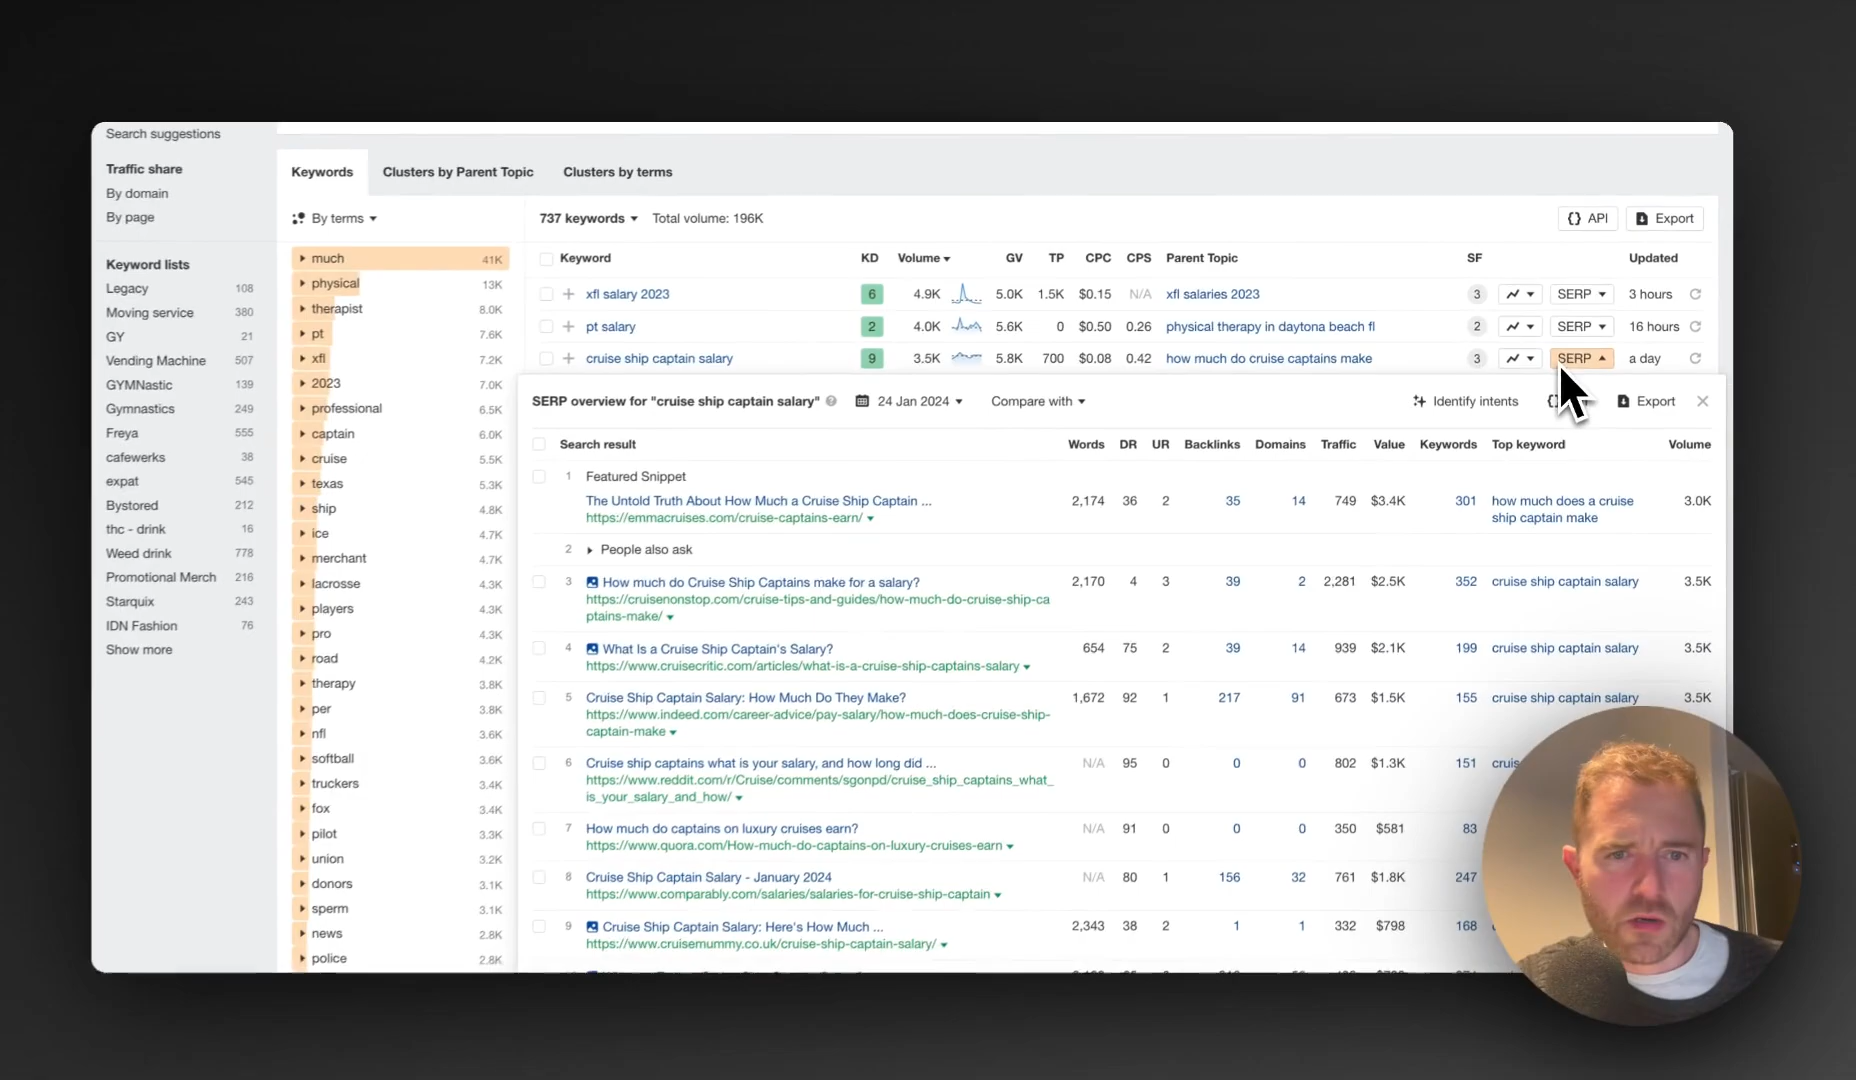 Search suggestions
Traffic share
By domain
By page
Keyword lists
Legacy 108
Moving service 380
GY 21
Vending Machine 507
GYMNastic 139
Gymnastics 249
Freya 555
cafewerks 38
expat 545
Bystored 212
thc - drink 16
Weed drink 778
Promotional Merch 216
Starquix 243
IDN Fashion 76
Show more
Keywords Clusters by Parent Topic Clusters by terms
By terms
much 41K
physical 13K
therapist 8.0K
pt 7.6K
xfl 7.2K
2023 7.0K
professional 6.5K
captain 6.0K
cruise 5.5K
texas 5.3K
ship 4.8K
ice 4.7K
merchant 4.7K
lacrosse 4.3K
players 4.3K
pro 4.3K
road 4.2K
therapy 3.8K
per 3.8K
nfl 3.6K
softball 3.6K
truckers 3.4K
fox 3.4K
pilot 3.3K
union 3.2K
donors 3.1K
sperm 3.1K
news 2.8K
police 2.8K
737 keywords Total volume: 196K API Export
Keyword KD Volume GV TP CPC CPS Parent Topic SF Updated
xfl salary 2023 6 4.9K 5.0K 1.5K $0.15 N/A xfl salaries 2023 3 SERP 3 hours
pt salary 2 4.0K 5.6K 0 $0.50 0.26 physical therapy in daytona beach fl 2 SERP 16 hours
cruise ship captain salary 9 3.5K 5.8K 700 $0.08 0.42 how much do cruise captains make 3 SERP a day
SERP overview for "cruise ship captain salary" 24 Jan 2024 Compare with Identify intents Export
Search result Words DR UR Backlinks Domains Traffic Value Keywords Top keyword Volume
1 Featured Snippet
The Untold Truth About How Much a Cruise Ship Captain ... 2,174 36 2 35 14 749 $3.4K 301 how much does a cruise 3.0K
https://emmacruises.com/cruise-captains-earn/ ship captain make
2 People also ask
3 How much do Cruise Ship Captains make for a salary? 2,170 4 3 39 2 2,281 $2.5K 352 cruise ship captain salary 3.5K
https://cruisenonstop.com/cruise-tips-and-guides/how-much-do-cruise-ship-ca
ptains-make/
4 What Is a Cruise Ship Captain's Salary? 654 75 2 39 14 939 $2.1K 199 cruise ship captain salary 3.5K
https://www.cruisecritic.com/articles/what-is-a-cruise-ship-captains-salary
5 Cruise Ship Captain Salary: How Much Do They Make? 1,672 92 1 217 91 673 $1.5K 155 cruise ship captain salary 3.5K
https://www.indeed.com/career-advice/pay-salary/how-much-does-cruise-ship-
captain-make
6 Cruise ship captains what is your salary, and how long did ... N/A 95 0 0 0 802 $1.3K 151 cruis
https://www.reddit.com/r/Cruise/comments/sgonpd/cruise_ship_captains_what_
is_your_salary_and_how/
7 How much do captains on luxury cruises earn? N/A 91 0 0 0 350 $581 83
https://www.quora.com/How-much-do-captains-on-luxury-cruises-earn
8 Cruise Ship Captain Salary - January 2024 N/A 80 1 156 32 761 $1.8K 247
https://www.comparably.com/salaries/salaries-for-cruise-ship-captain
9 Cruise Ship Captain Salary: Here's How Much ... 2,343 38 2 1 1 332 $798 168
https://www.cruisemummy.co.uk/cruise-ship-captain-salary/